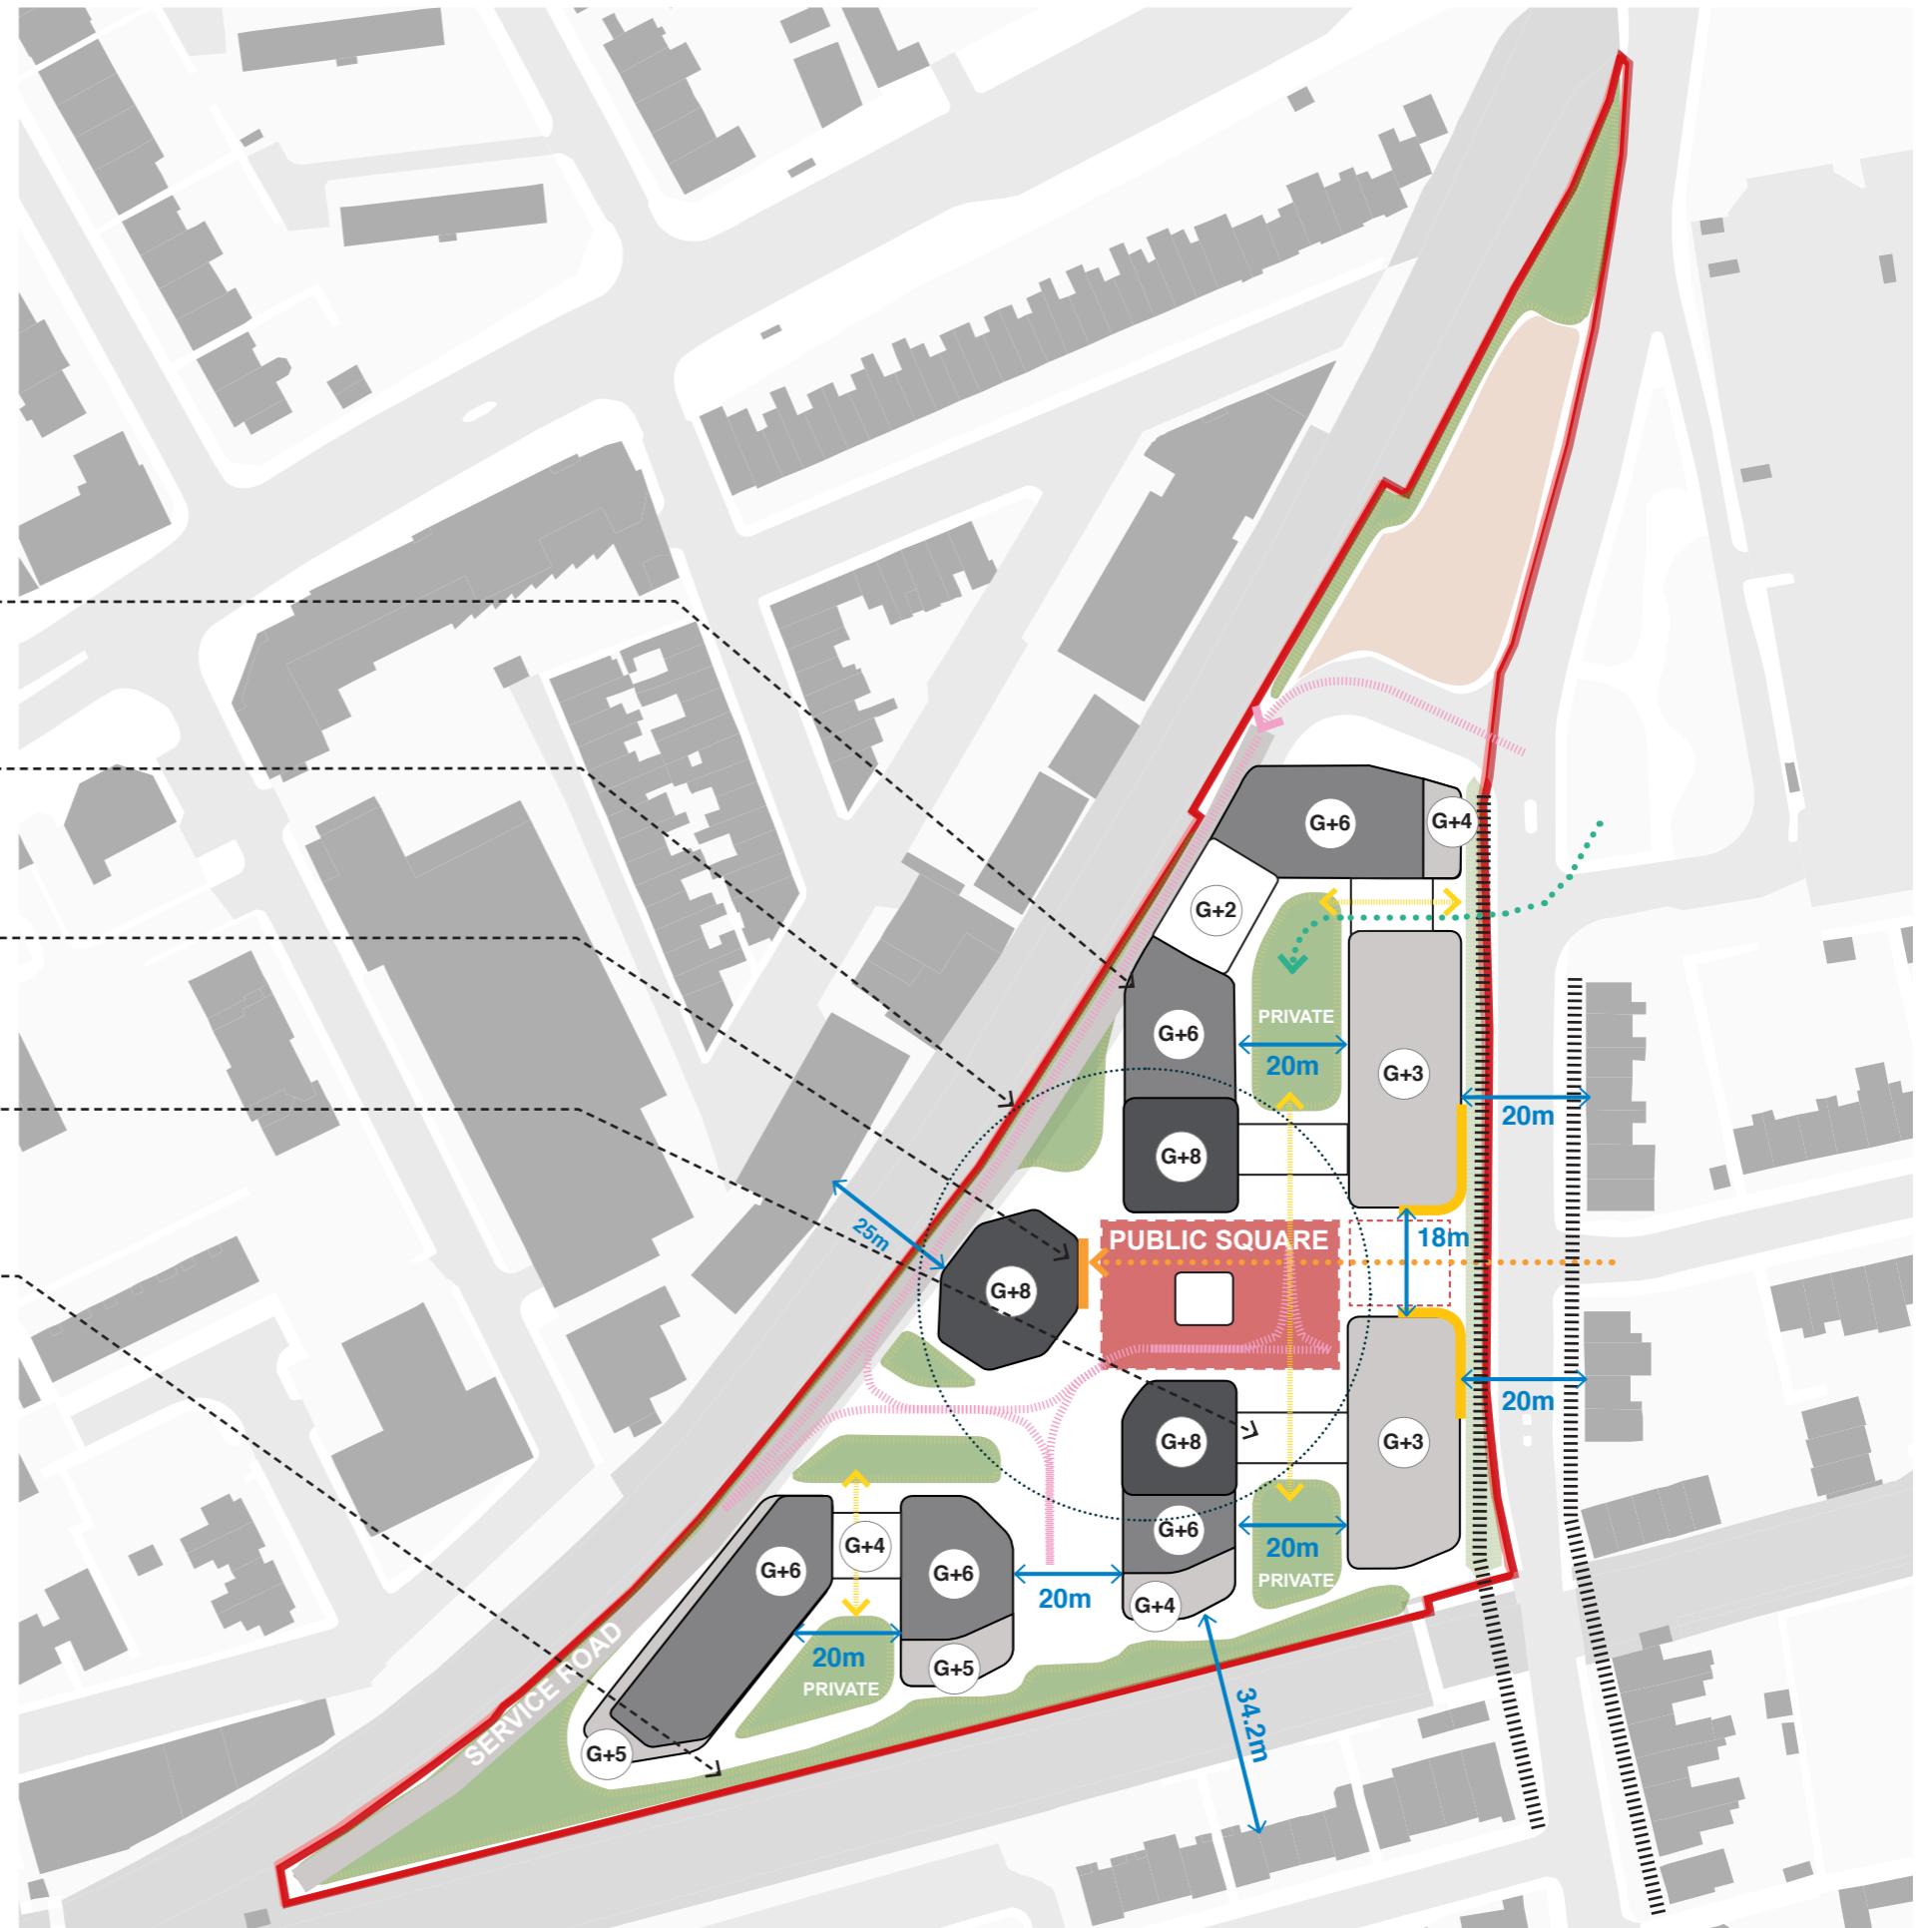 G+6
G+4
G+2
G+6
PRIVATE
20m
G+3
20m
G+8
25m
PUBLIC SQUARE
18m
G+8
20m
G+8
G+3
G+6
20m
PRIVATE
G+4
G+6
G+4
G+6
20m
20m
PRIVATE
G+5
34.2m
SERVICE ROAD
G+5